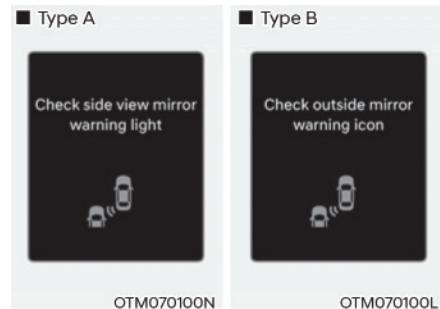 ■ Type A
Check side view mirror
warning light
OTM070100N
■ Type B
Check outside mirror
warning icon
OTM070100L